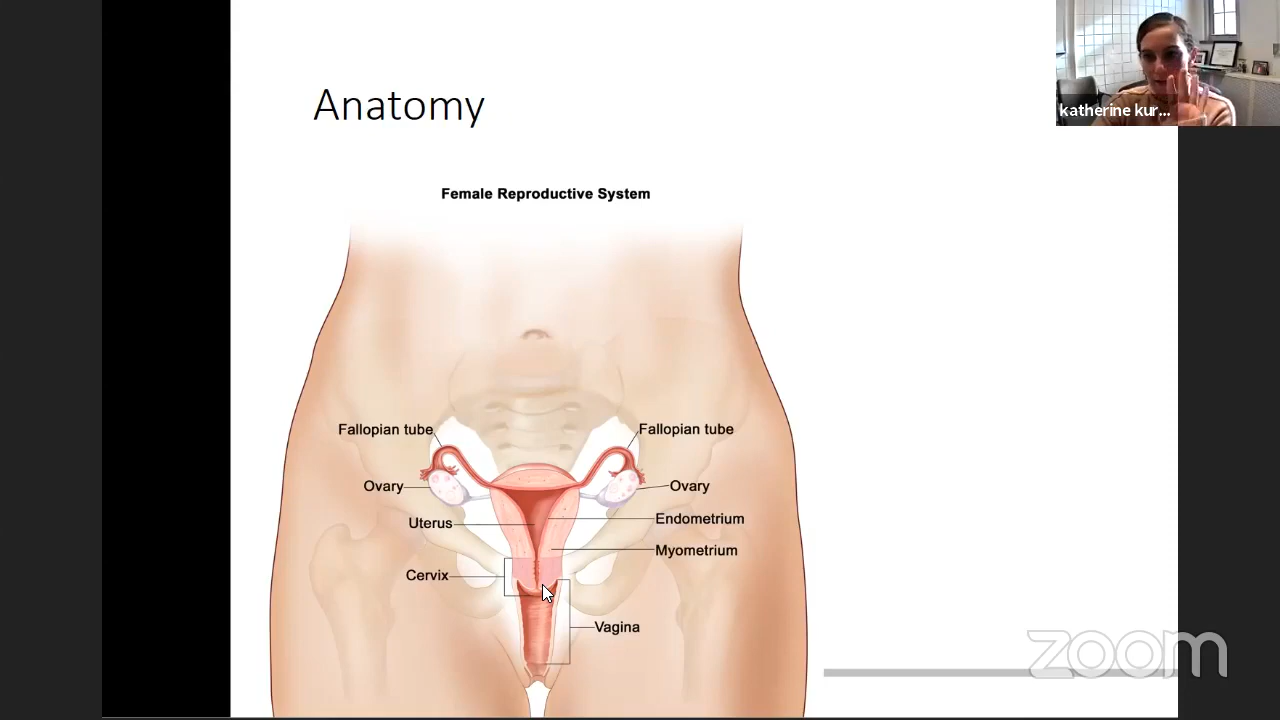 katherine kur...
Anatomy
Female Reproductive System
Fallopian tube
Fallopian tube
Ovary
Ovary
Uterus
Endometrium
Myometrium
Cervix
Vagina
zoom